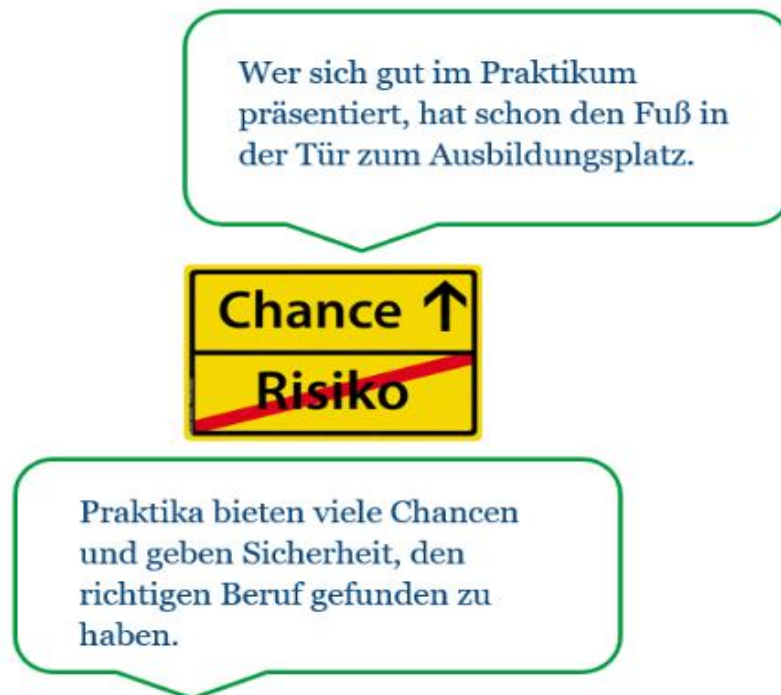 Wer sich gut im Praktikum
präsentiert, hat schon den Fuß in
der Tür zum Ausbildungsplatz.
Chance ↑
Risiko
Praktika bieten viele Chancen
und geben Sicherheit, den
richtigen Beruf gefunden zu
haben.